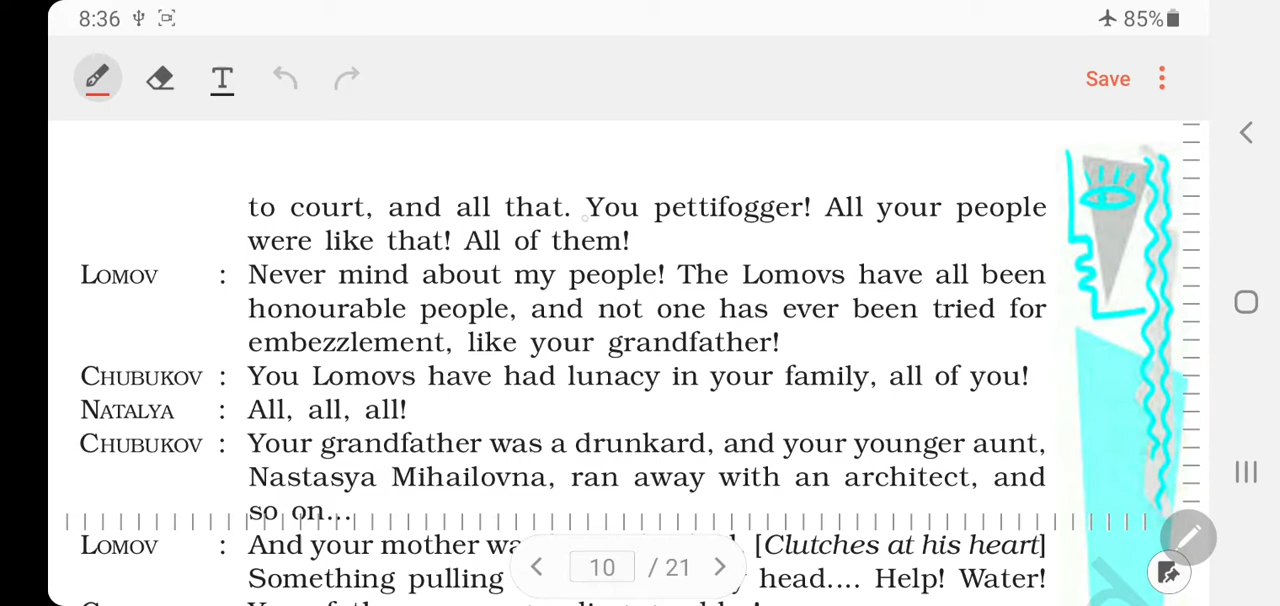 8:36 85%
T Save
to court, and all that. You pettifogger! All your people
were like that! All of them!
LOMOV : Never mind about my people! The Lomovs have all been
honourable people, and not one has ever been tried for
embezzlement, like your grandfather!
CHUBUKOV : You Lomovs have had lunacy in your family, all of you!
NATALYA : All, all, all!
CHUBUKOV : Your grandfather was a drunkard, and your younger aunt,
Nastasya Mihailovna, ran away with an architect, and
so on...
LOMOV : And your mother [Clutches at his heart]
Something pulling head.... Help! Water!
10 / 21